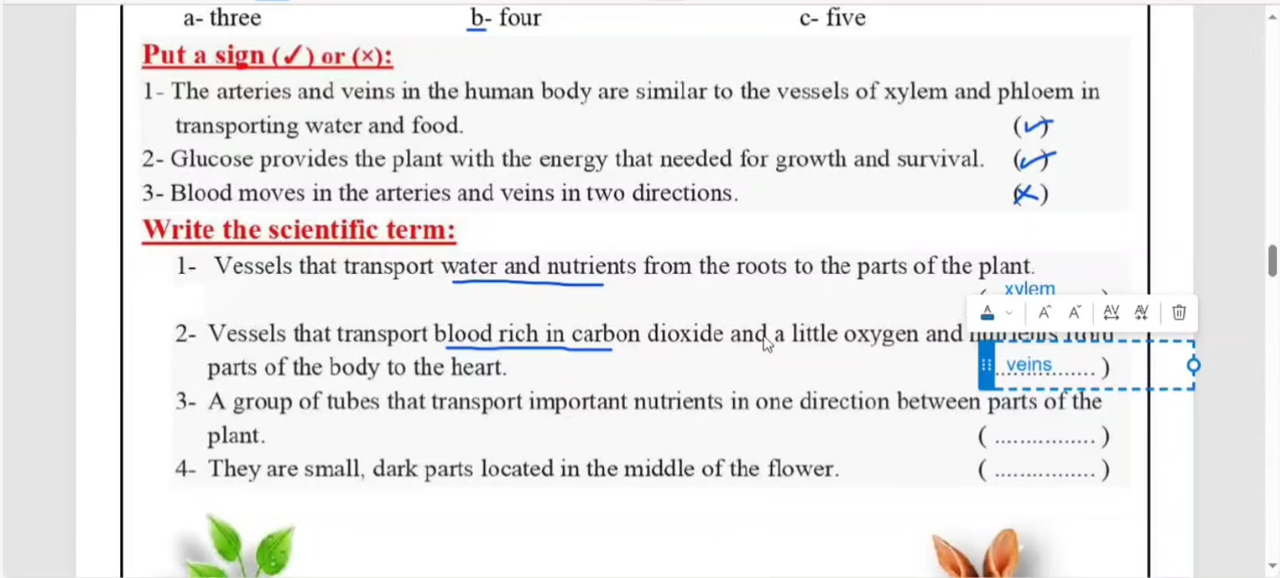 a- three b- four c- five
Put a sign (✓) or (×):
1- The arteries and veins in the human body are similar to the vessels of xylem and phloem in
transporting water and food. (✓)
2- Glucose provides the plant with the energy that needed for growth and survival. (✓)
3- Blood moves in the arteries and veins in two directions. (×)
Write the scientific term:
1- Vessels that transport water and nutrients from the roots to the parts of the plant.
( xylem )
2- Vessels that transport blood rich in carbon dioxide and a little oxygen and nutrients from
parts of the body to the heart. ..veins....... )
3- A group of tubes that transport important nutrients in one direction between parts of the
plant. ( ................ )
4- They are small, dark parts located in the middle of the flower. ( ................ )